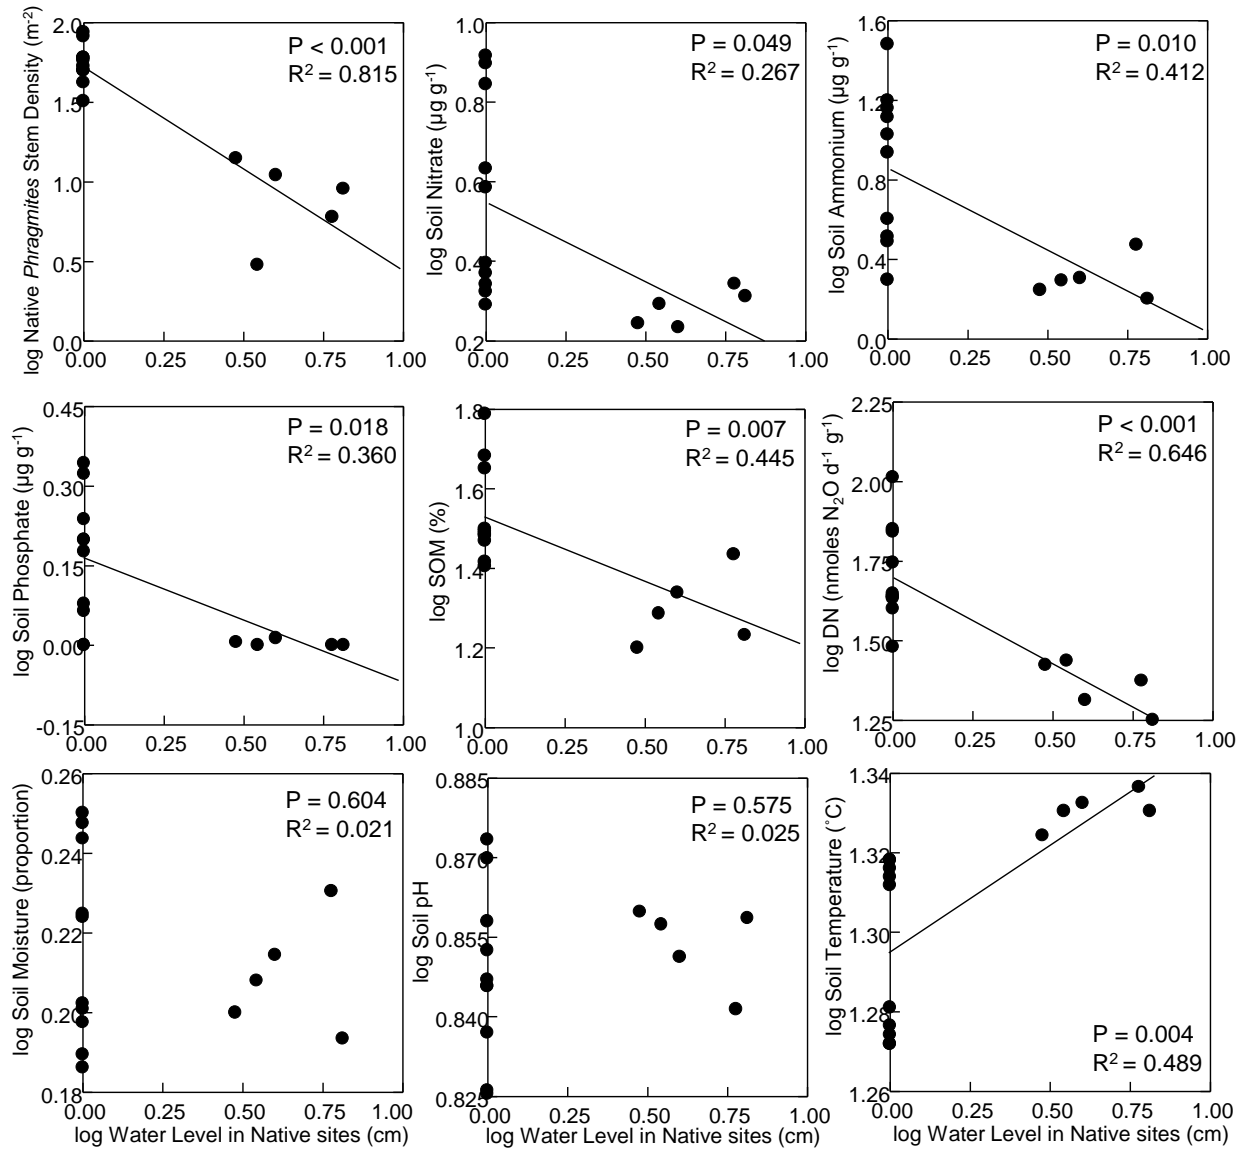 log Native Phragmites Stem Density (m-2)
2.0
1.5
1.0
0.5
0.0
P < 0.001
R2 = 0.815
0.00 0.25 0.50 0.75 1.00
log Soil Nitrate (µg g-1)
1.0
0.8
0.6
0.4
0.2
P = 0.049
R2 = 0.267
0.00 0.25 0.50 0.75 1.00
log Soil Ammonium (µg g-1)
1.6
1.2
0.8
0.4
0.0
P = 0.010
R2 = 0.412
0.00 0.25 0.50 0.75 1.00
log Soil Phosphate (µg g-1)
0.45
0.30
0.15
0.00
-0.15
P = 0.018
R2 = 0.360
0.00 0.25 0.50 0.75 1.00
log SOM (%)
1.8
1.6
1.4
1.2
1.0
P = 0.007
R2 = 0.445
0.00 0.25 0.50 0.75 1.00
log DN (nmoles N2O d-1 g-1)
2.25
2.00
1.75
1.50
1.25
P < 0.001
R2 = 0.646
0.00 0.25 0.50 0.75 1.00
log Soil Moisture (proportion)
0.26
0.24
0.22
0.20
0.18
P = 0.604
R2 = 0.021
0.00 0.25 0.50 0.75 1.00
log Water Level in Native sites (cm)
log Soil pH
0.885
0.870
0.855
0.840
0.825
P = 0.575
R2 = 0.025
0.00 0.25 0.50 0.75 1.00
log Water Level in Native sites (cm)
log Soil Temperature (˚C)
1.34
1.32
1.30
1.28
1.26
P = 0.004
R2 = 0.489
0.00 0.25 0.50 0.75 1.00
log Water Level in Native sites (cm)